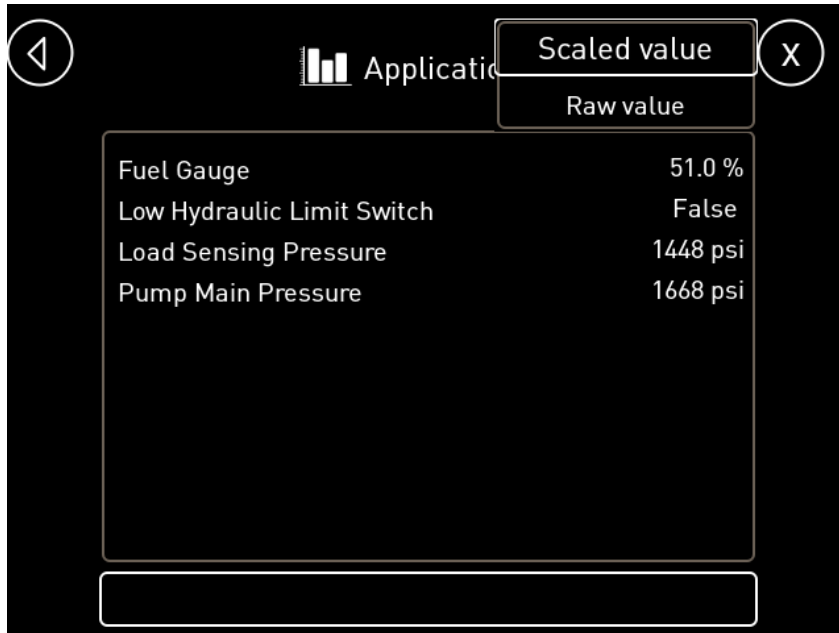 Scaled value
X
Applicatic
Raw value
Fuel Gauge 51.0 %
Low Hydraulic Limit Switch False
Load Sensing Pressure 1448 psi
Pump Main Pressure 1668 psi